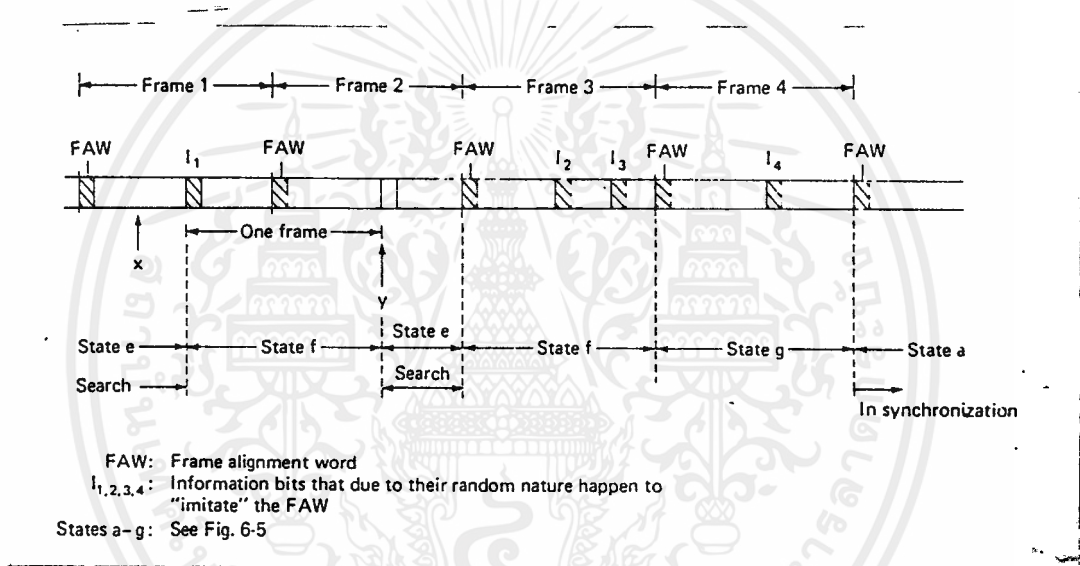 Frame 1 Frame 2 Frame 3 Frame 4
FAW I1 FAW FAW I2 I3 FAW I4 FAW
One frame
x
y
State e
State e State f State f State g State a
Search Search
In synchronization
FAW: Frame alignment word
I1,2,3,4: Information bits that due to their random nature happen to
"imitate" the FAW
States a-g: See Fig. 6-5